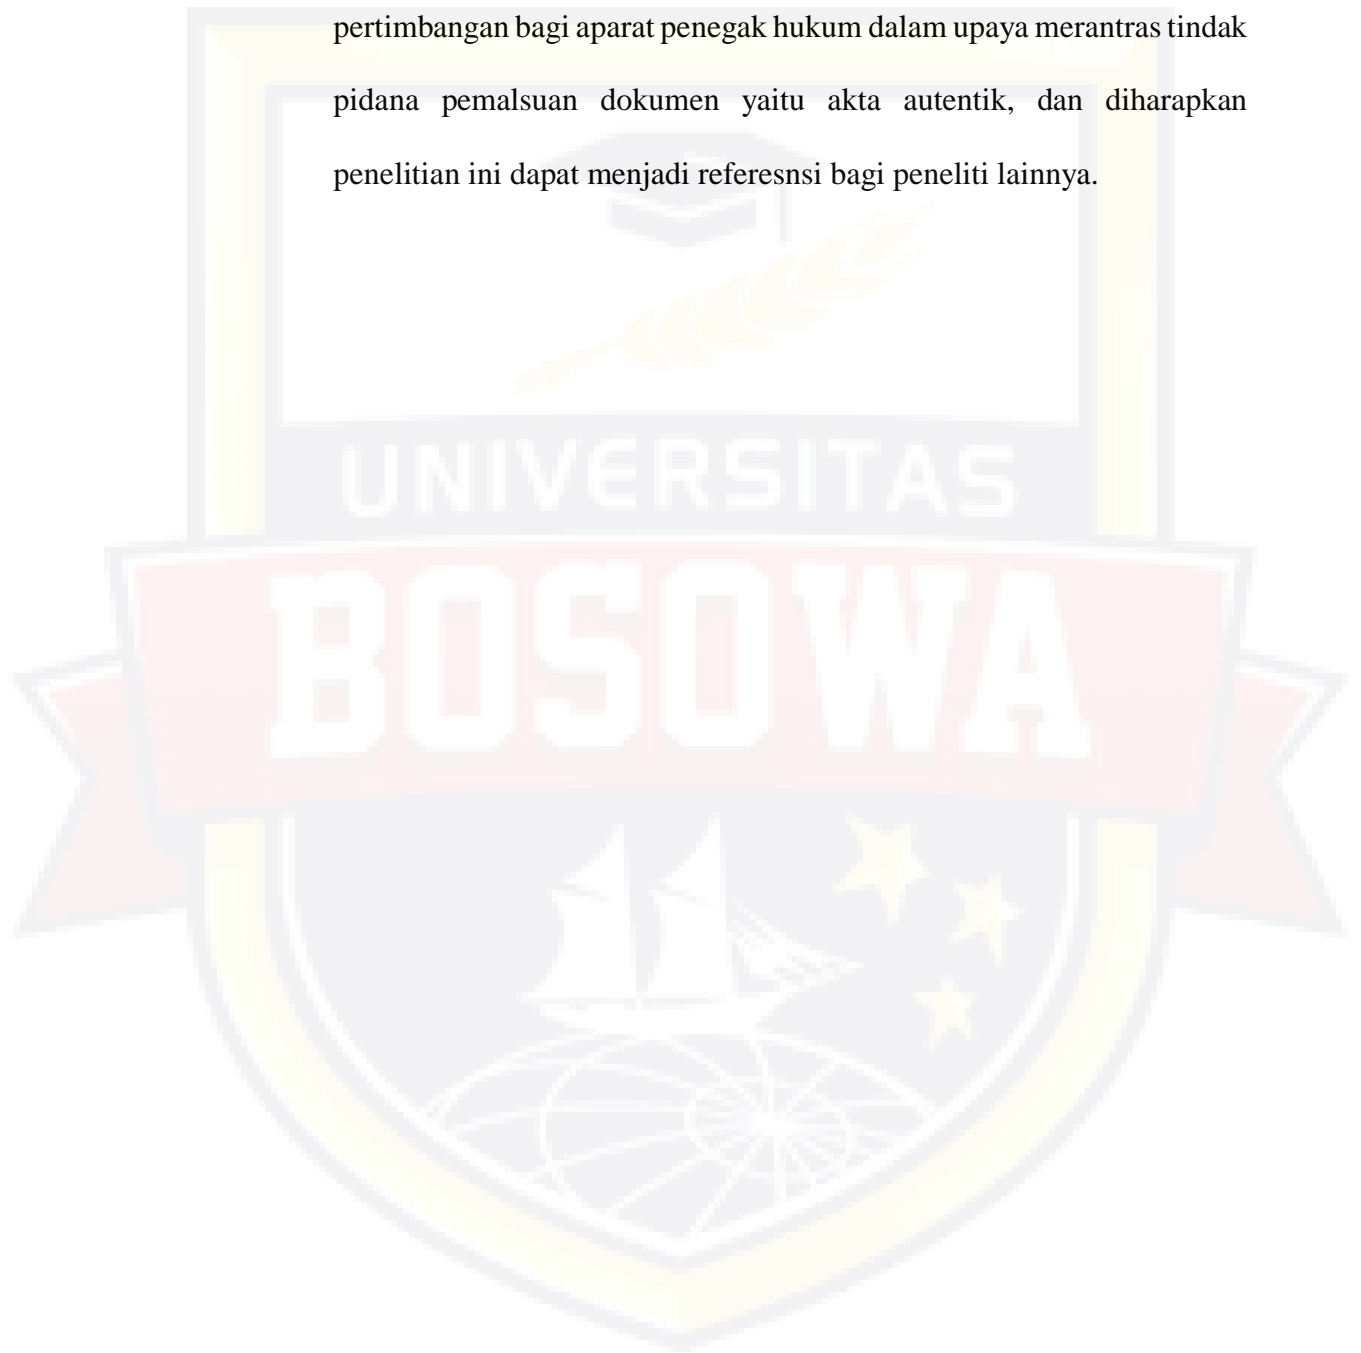 pertimbangan bagi aparat penegak hukum dalam upaya merantras tindak
pidana pemalsuan dokumen yaitu akta autentik, dan diharapkan
penelitian ini dapat menjadi referesnsi bagi peneliti lainnya.
UNIVERSITAS
BOSOWA